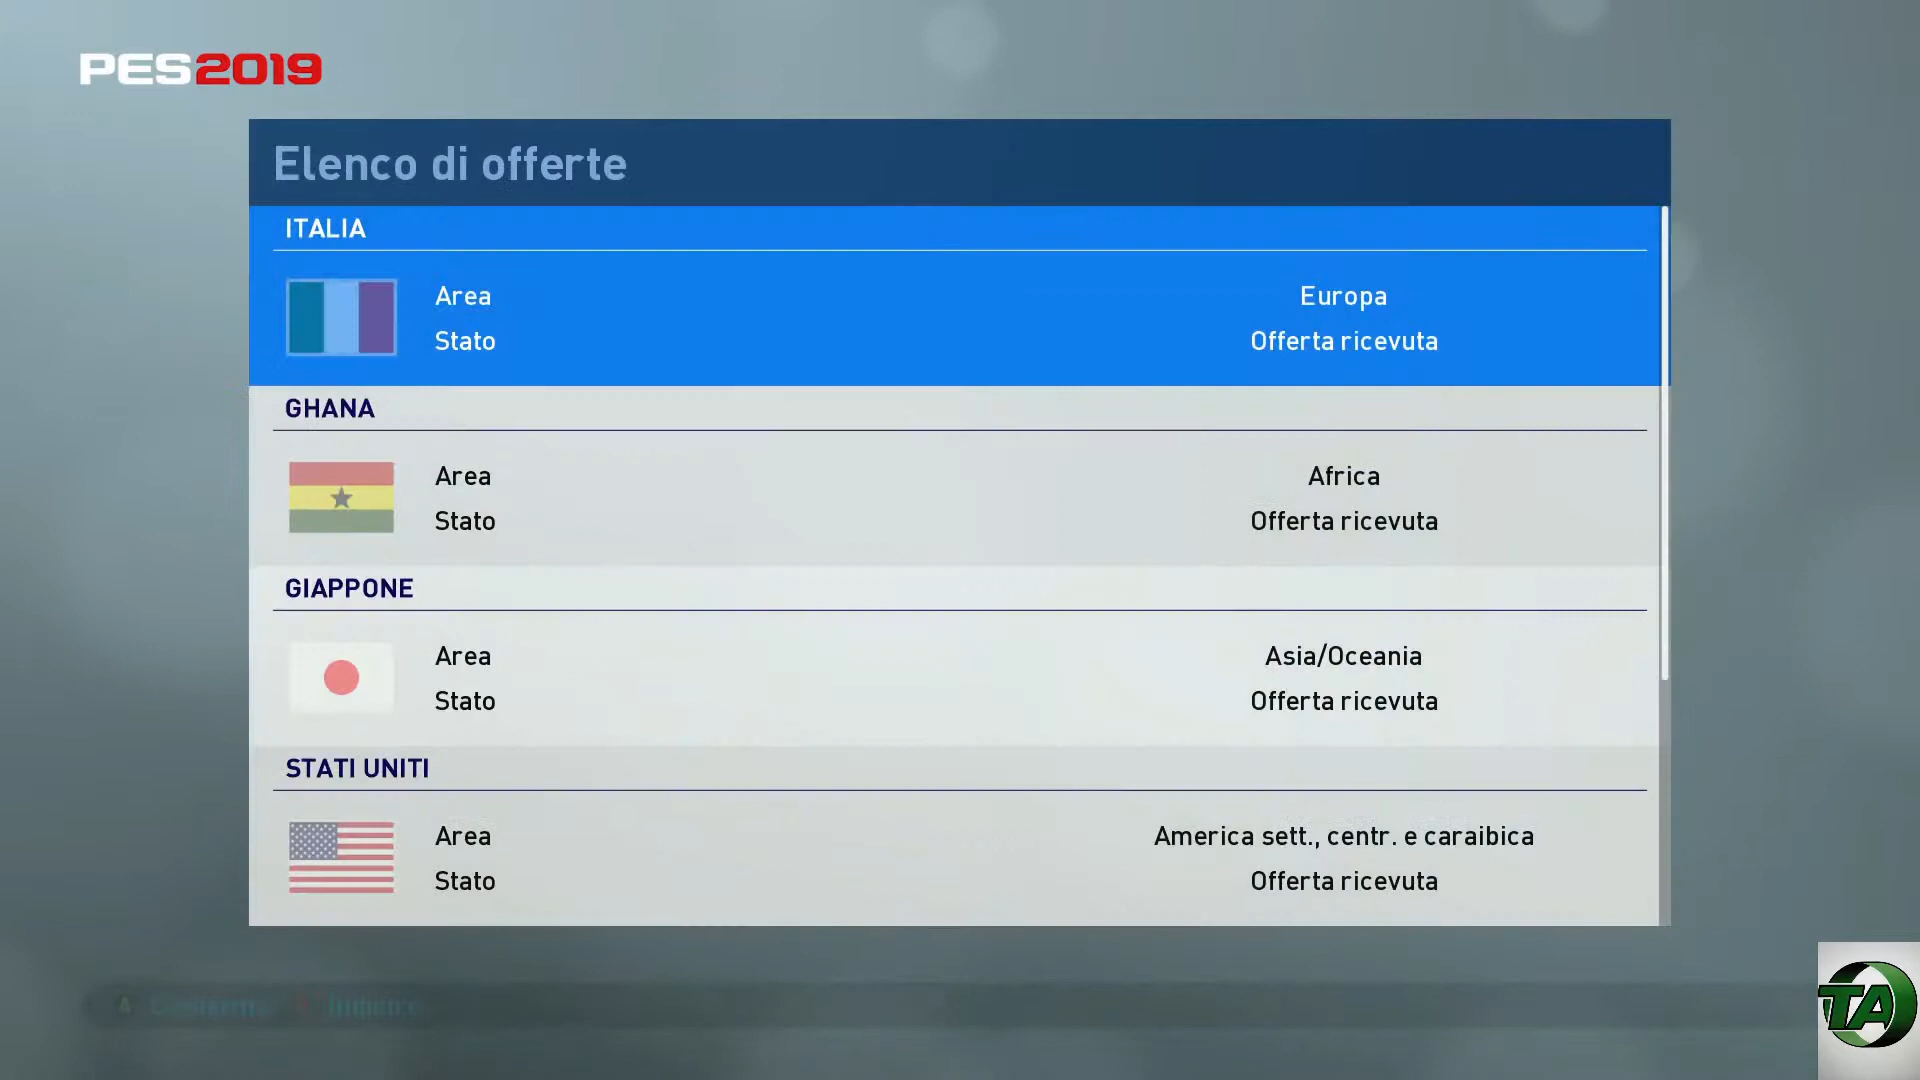 PES2019
Elenco di offerte
ITALIA
Area Europa
Stato Offerta ricevuta
GHANA
Area Africa
Stato Offerta ricevuta
GIAPPONE
Area Asia/Oceania
Stato Offerta ricevuta
STATI UNITI
Area America sett., centr. e caraibica
Stato Offerta ricevuta
TA